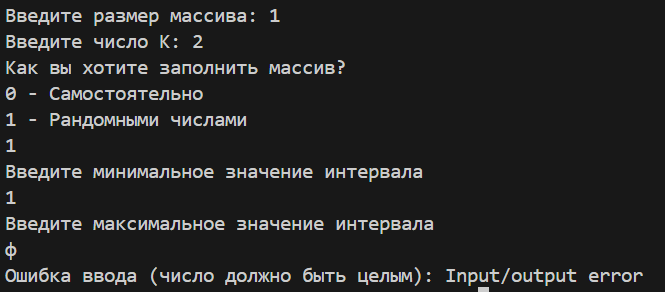 Введите размер массива: 1
Введите число К: 2
Как вы хотите заполнить массив?
0 - Самостоятельно
1 - Рандомными числами
1
Введите минимальное значение интервала
1
Введите максимальное значение интервала
ф
Ошибка ввода (число должно быть целым): Input/output error